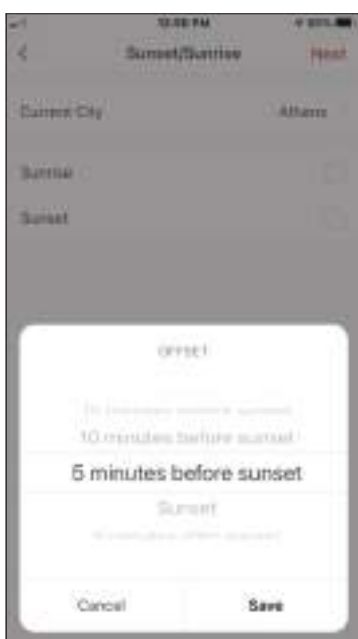 Sunset/Sunrise Next
Current City Athens
Sunrise
Sunset
OFFSET
10 minutes before sunset
5 minutes before sunset
Sunset
Cancel Save